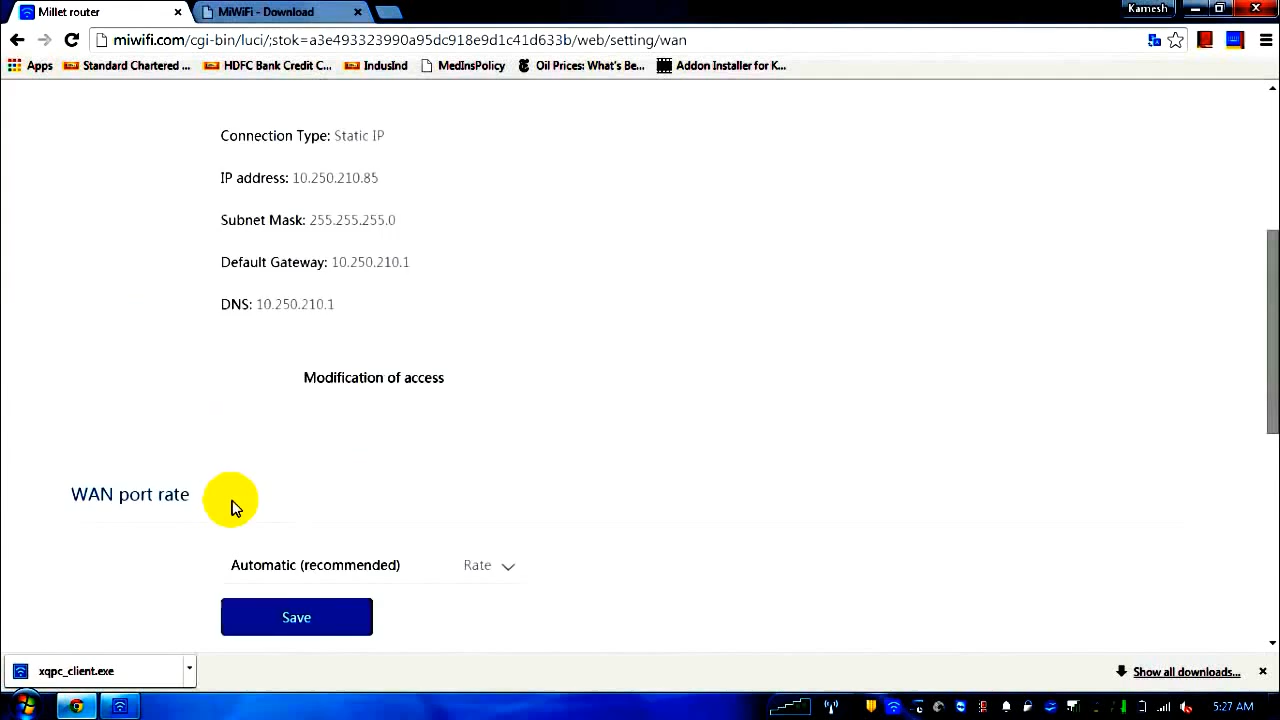 Millet router
MiWiFi - Download
Kamesh
miwifi.com/cgi-bin/luci/;stok=a3e493323990a95dc918e9d1c41d633b/web/setting/wan
Apps
Standard Chartered ...
HDFC Bank Credit C...
IndusInd
MedInsPolicy
Oil Prices: What's Be...
Addon Installer for K...
Connection Type: Static IP
IP address: 10.250.210.85
Subnet Mask: 255.255.255.0
Default Gateway: 10.250.210.1
DNS: 10.250.210.1
Modification of access
WAN port rate
Automatic (recommended)
Rate
Save
xqpc_client.exe
Show all downloads...
5:27 AM